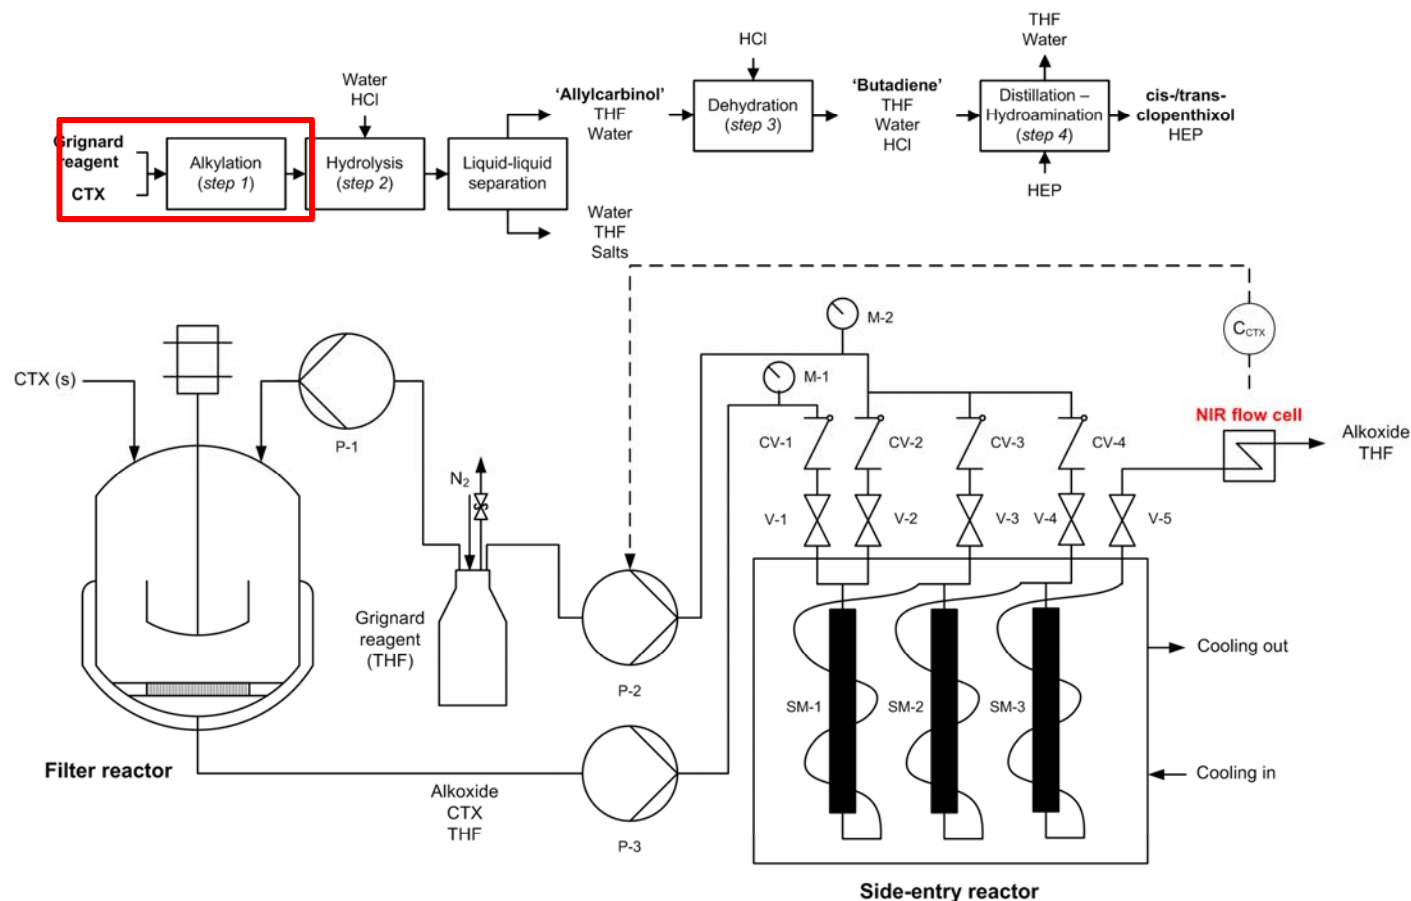 Grignard
reagent
CTX
Alkylation
(step 1)
Water
HCl
Hydrolysis
(step 2)
Liquid-liquid
separation
'Allylcarbinol'
THF
Water
Water
THF
Salts
HCl
Dehydration
(step 3)
'Butadiene'
THF
Water
HCl
THF
Water
Distillation –
Hydroamination
(step 4)
HEP
cis-/trans-
clopenthixol
HEP
CTX (s)
P-1
N2
Grignard
reagent
(THF)
P-2
P-3
Filter reactor
Alkoxide
CTX
THF
M-2
M-1
CCTX
NIR flow cell
Alkoxide
THF
CV-1
CV-2
CV-3
CV-4
V-1
V-2
V-3
V-4
V-5
SM-1
SM-2
SM-3
Cooling out
Cooling in
Side-entry reactor